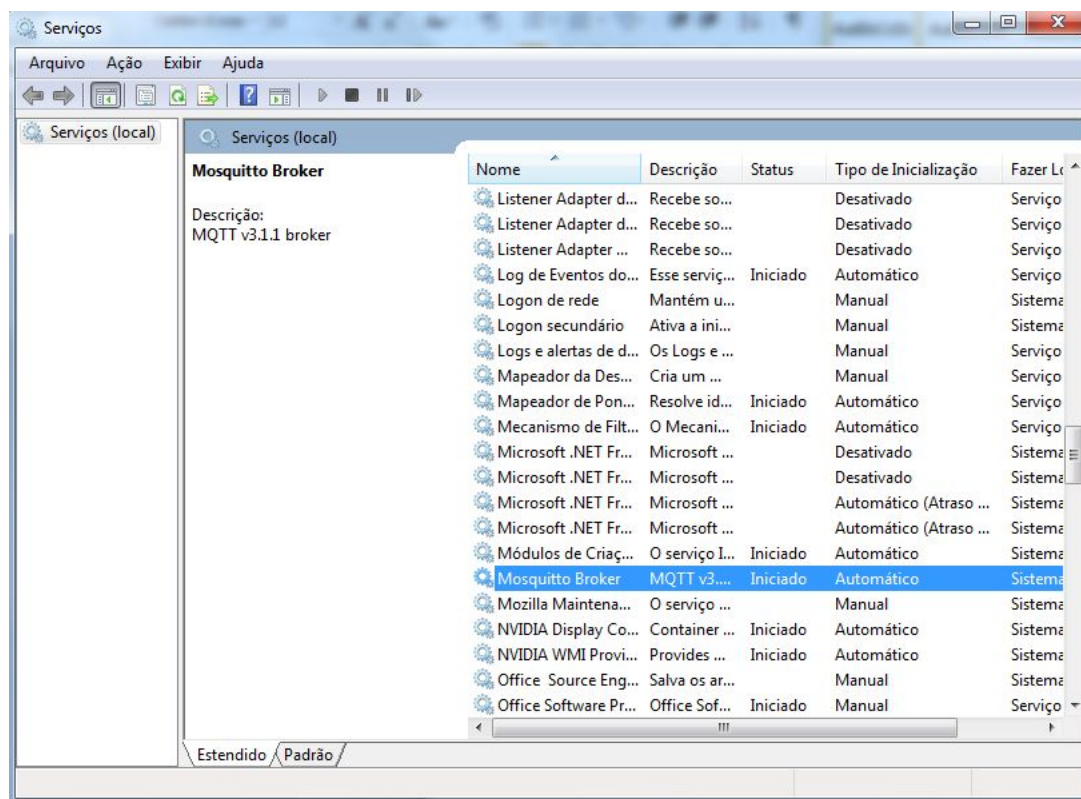 Serviços
Arquivo Ação Exibir Ajuda
Serviços (local)
Serviços (local)
Mosquitto Broker
Descrição:
MQTT v3.1.1 broker
Nome Descrição Status Tipo de Inicialização Fazer Lo
Listener Adapter d... Recebe so... Desativado Serviço
Listener Adapter d... Recebe so... Desativado Serviço
Listener Adapter ... Recebe so... Desativado Serviço
Log de Eventos do... Esse serviç... Iniciado Automático Serviço
Logon de rede Mantém u... Manual Sistema
Logon secundário Ativa a ini... Manual Sistema
Logs e alertas de d... Os Logs e ... Manual Serviço
Mapeador da Des... Cria um ... Manual Serviço
Mapeador de Pon... Resolve id... Iniciado Automático Serviço
Mecanismo de Filt... O Mecani... Iniciado Automático Serviço
Microsoft .NET Fr... Microsoft ... Desativado Sistema
Microsoft .NET Fr... Microsoft ... Desativado Sistema
Microsoft .NET Fr... Microsoft ... Automático (Atraso ... Sistema
Microsoft .NET Fr... Microsoft ... Automático (Atraso ... Sistema
Módulos de Criaç... O serviço I... Iniciado Automático Sistema
Mosquitto Broker MQTT v3.... Iniciado Automático Sistema
Mozilla Maintena... O serviço ... Manual Sistema
NVIDIA Display Co... Container ... Iniciado Automático Sistema
NVIDIA WMI Provi... Provides ... Iniciado Automático Sistema
Office Source Eng... Salva os ar... Manual Sistema
Office Software Pr... Office Sof... Iniciado Manual Serviço
Estendido Padrão